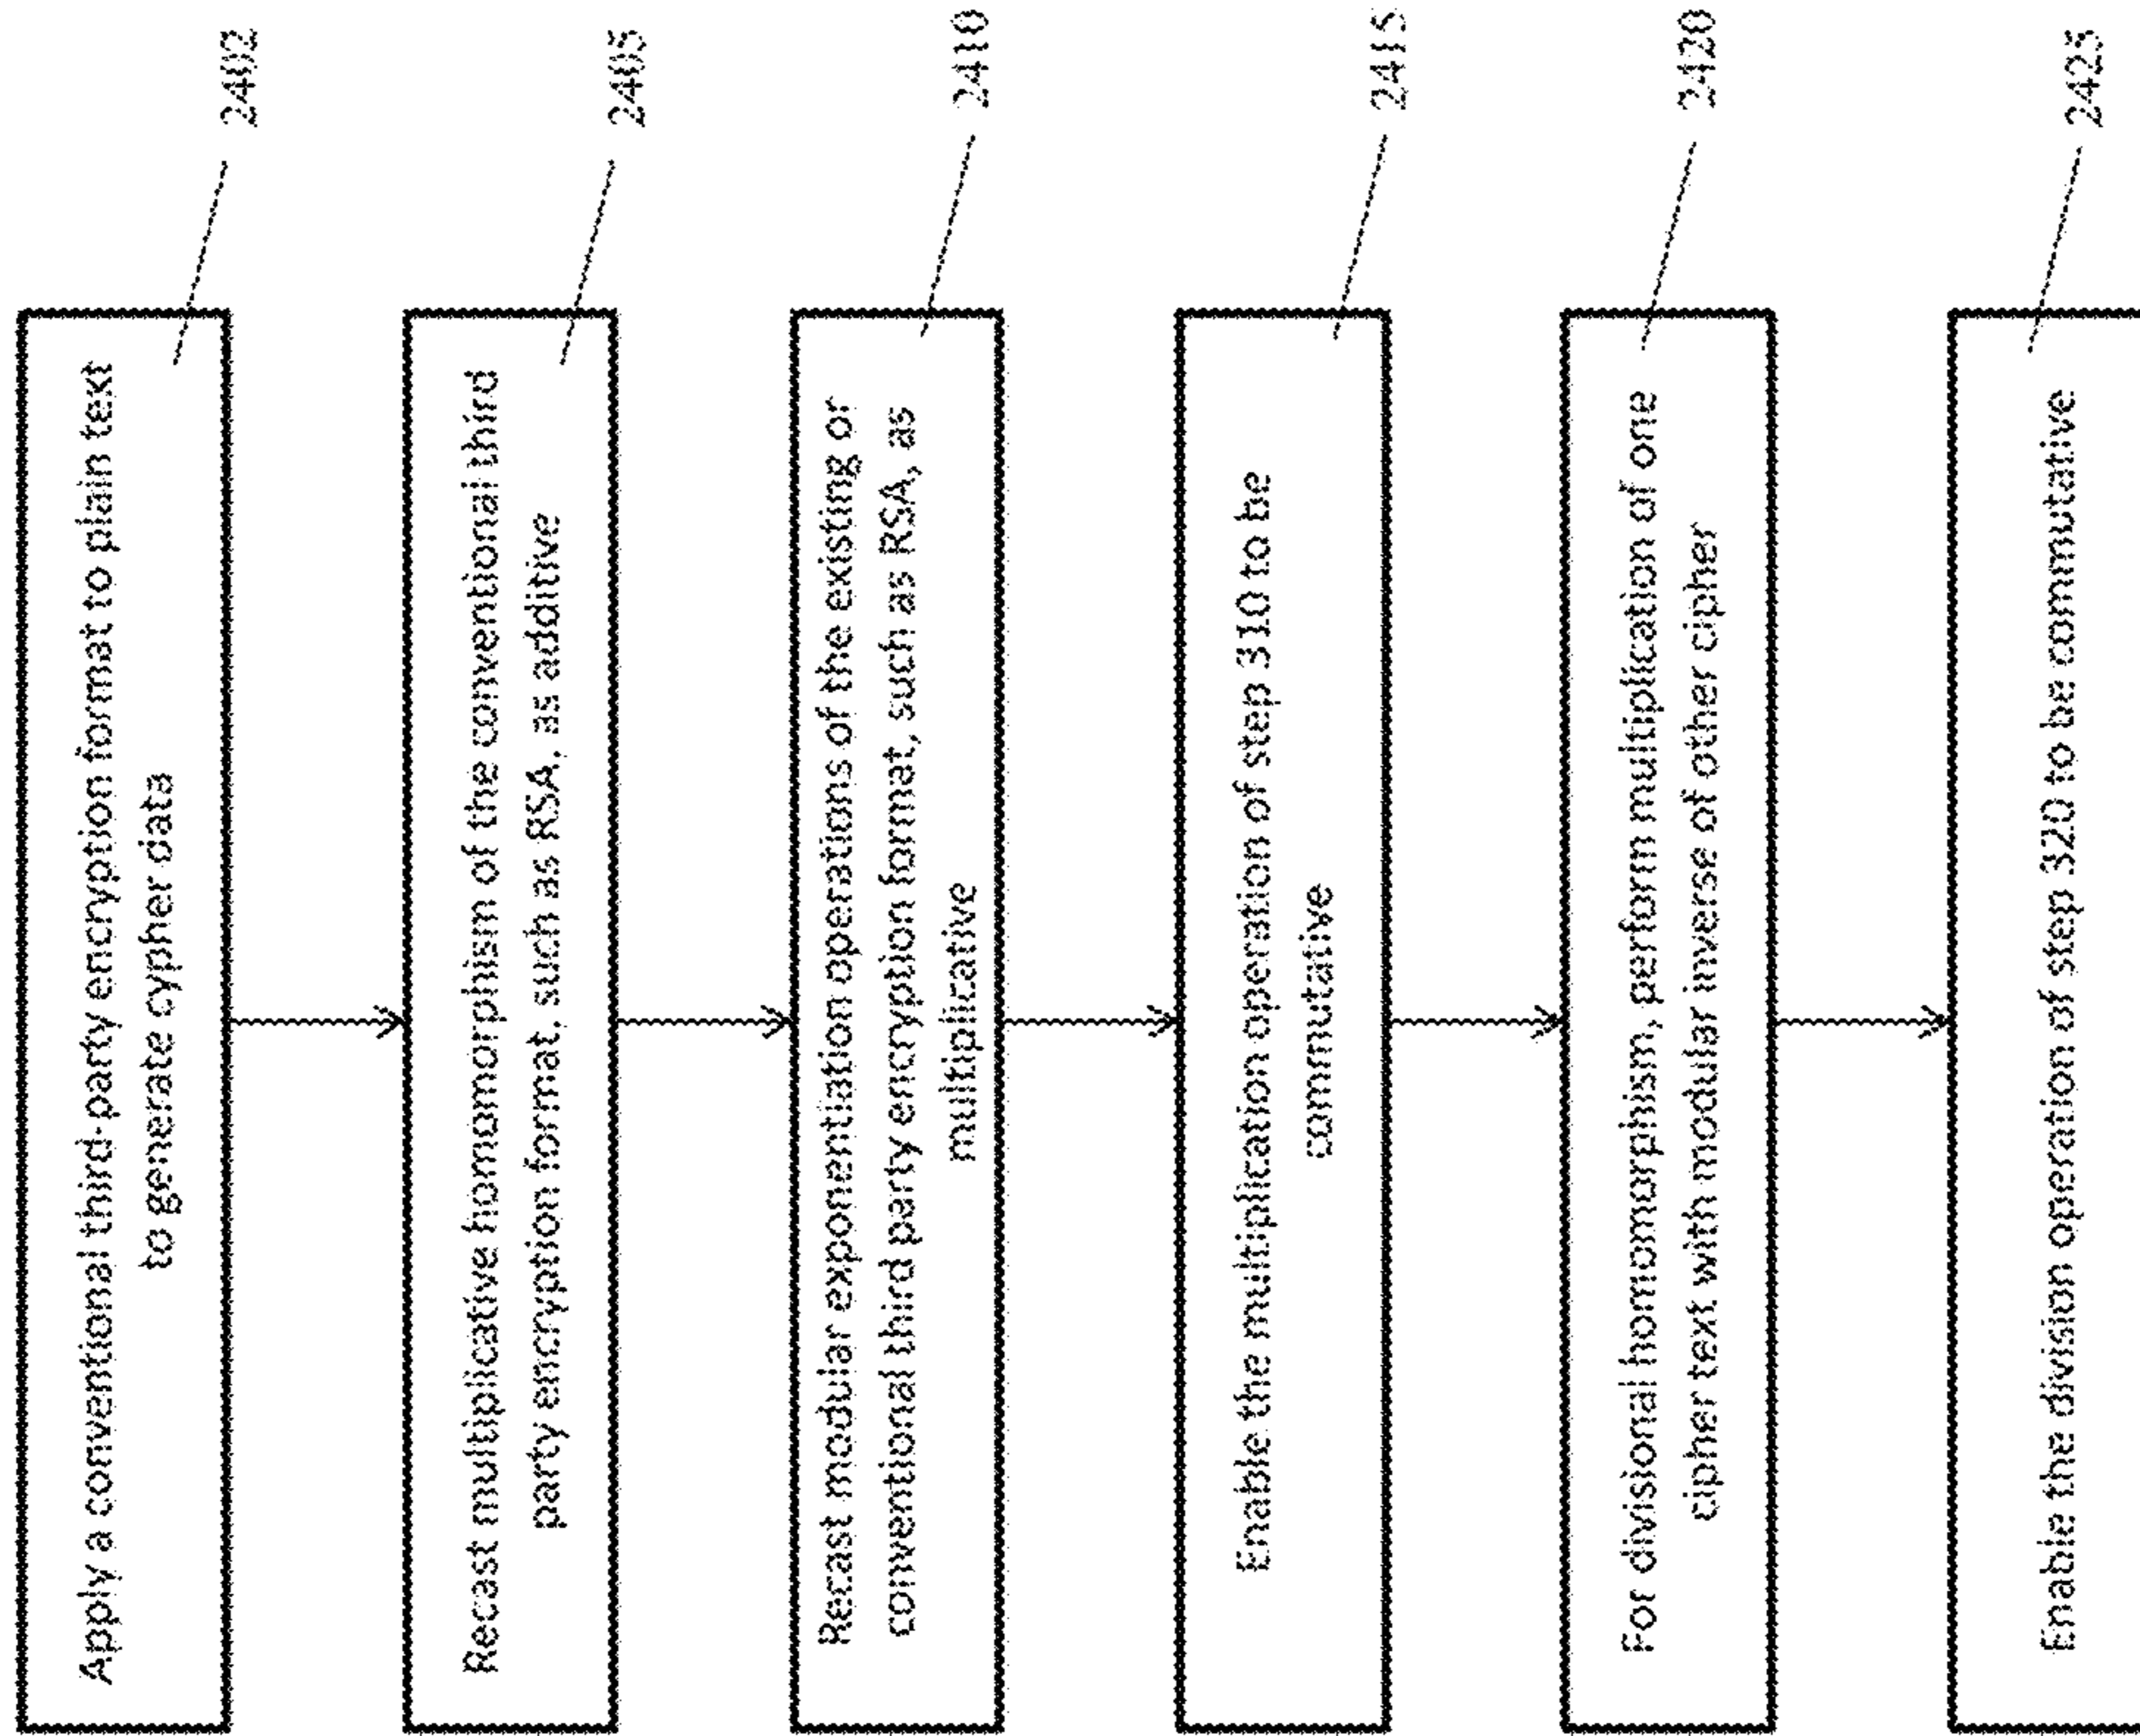 Apply a conventional third-party encryption format to plain text
to generate cypher data
2402
Recast multiplicative homomorphism of the conventional third
party encryption format, such as RSA, as additive
2405
Recast modular exponentiation operations of the existing or
conventional third party encryption format, such as RSA, as
multiplicative
2410
Enable the multiplication operation of step 310 to be
commutative
2415
For divisional homomorphism, perform multiplication of one
cipher text with modular inverse of other cipher
2420
Enable the division operation of step 320 to be commutative
2425